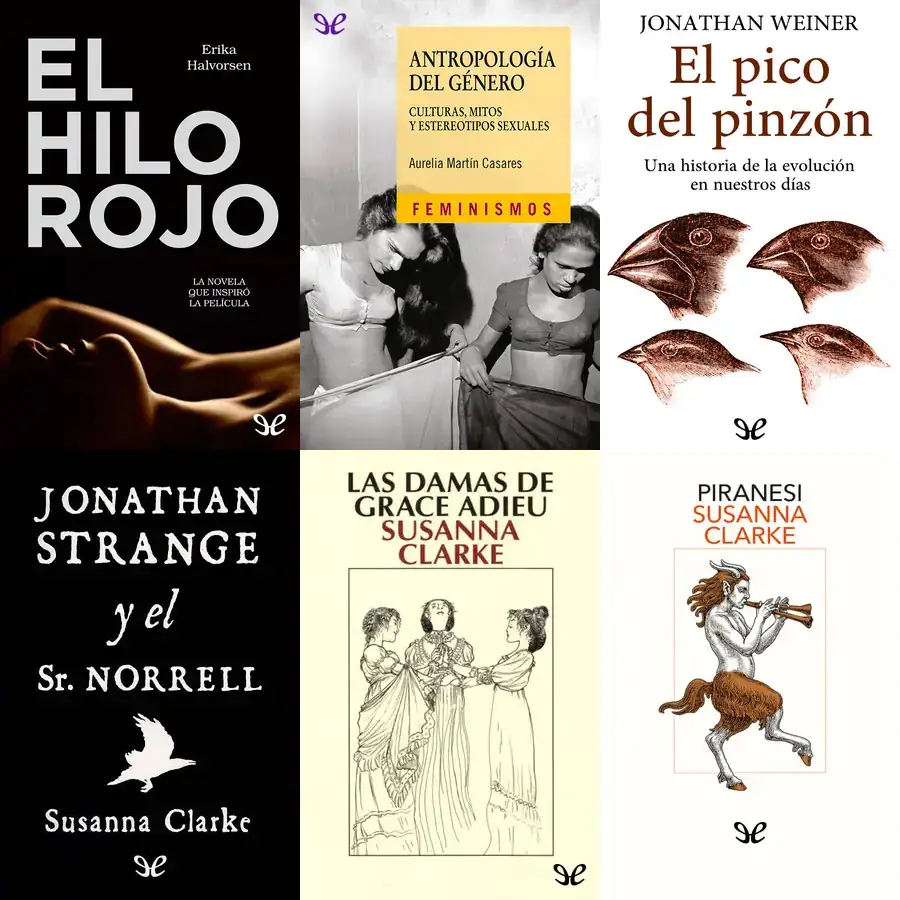 EL
HILO
ROJO
Erika
Halvorsen
LA NOVELA
QUE INSPIRÓ
LA PELÍCULA
ANTROPOLOGÍA
DEL GÉNERO
CULTURAS, MITOS
Y ESTEREOTIPOS SEXUALES
Aurelia Martín Casares
FEMINISMOS
JONATHAN WEINER
El pico
del pinzón
Una historia de la evolución
en nuestros días
JONATHAN
STRANGE
y el
Sr. NORRELL
Susanna Clarke
LAS DAMAS DE
GRACE ADIEU
SUSANNA
CLARKE
PIRANESI
SUSANNA
CLARKE